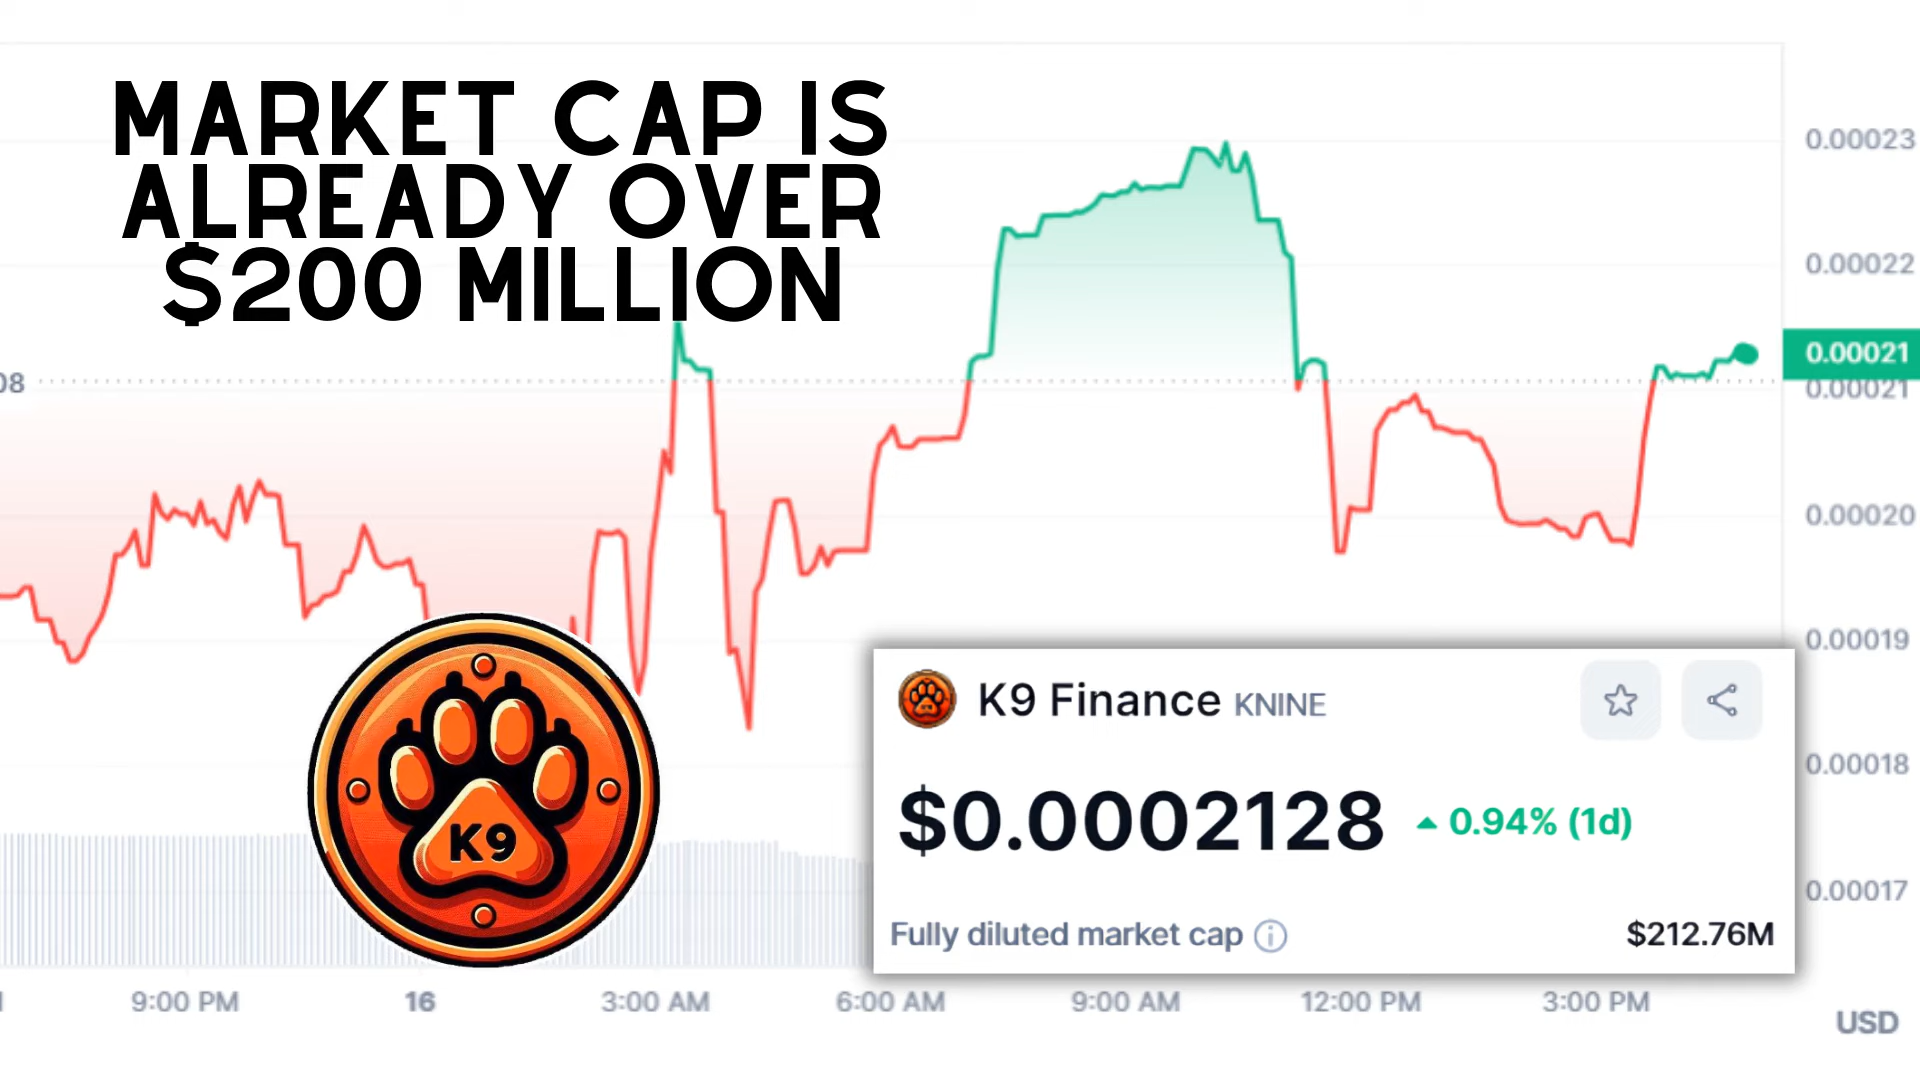 MARKET CAP IS
ALREADY OVER
$200 MILLION
0.00023
0.00022
0.00021
08
0.00021
0.00020
0.00019
K9 Finance KNINE
K9
$0.0002128
0.94% (1d)
0.00018
0.00017
Fully diluted market cap
$212.76M
9:00 PM 16 3:00 AM 6:00 AM 9:00 AM 12:00 PM 3:00 PM
USD